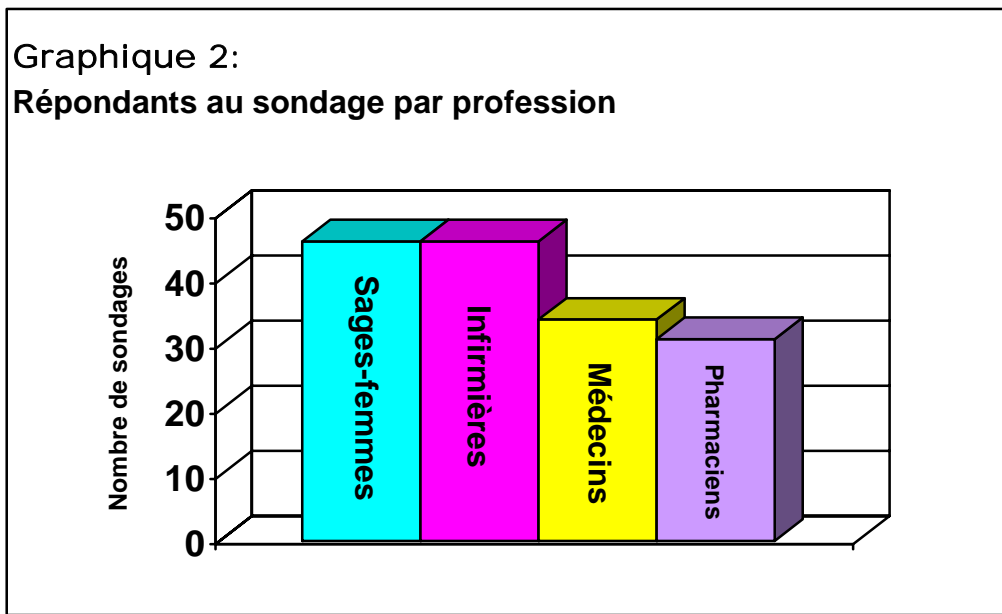 Graphique 2:
Répondants au sondage par profession
Nombre de sondages
50
40
30
20
10
0
Sages-femmes
Infirmières
Médecins
Pharmaciens